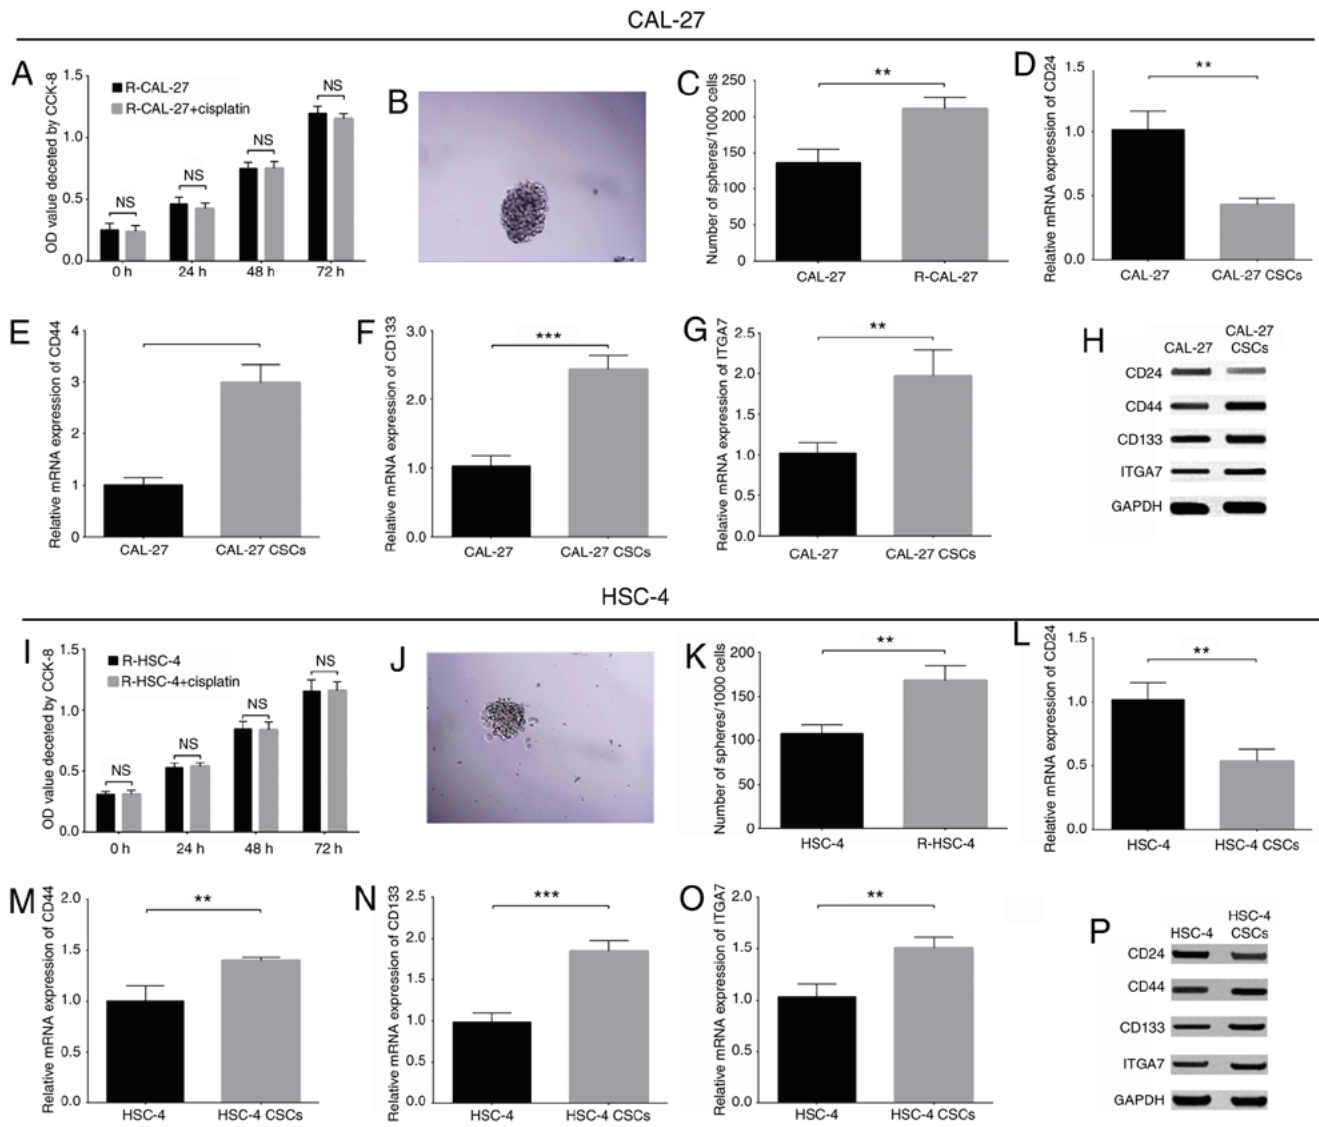 CAL-27
A
OD value deceted by CCK-8
1.5
1.0
0.5
0.0
R-CAL-27
R-CAL-27+cisplatin
NS
NS
NS
NS
0 h
24 h
48 h
72 h
B
C
Number of spheres/1000 cells
250
200
150
100
50
0
**
CAL-27
R-CAL-27
D
Relative mRNA expression of CD24
1.5
1.0
0.5
0.0
**
CAL-27
CAL-27 CSCs
E
Relative mRNA expression of CD44
4
3
2
1
0
CAL-27
CAL-27 CSCs
F
Relative mRNA expression of CD133
3.0
2.0
1.0
0.0
***
CAL-27
CAL-27 CSCs
G
Relative mRNA expression of ITGA7
2.5
2.0
1.5
1.0
0.5
0.0
**
CAL-27
CAL-27 CSCs
H
CAL-27
CAL-27
CSCs
CD24
CD44
CD133
ITGA7
GAPDH
HSC-4
I
OD value deceted by CCK-8
1.5
1.0
0.5
0.0
R-HSC-4
R-HSC-4+cisplatin
NS
NS
NS
NS
0 h
24 h
48 h
72 h
J
K
Number of spheres/1000 cells
200
150
100
50
0
**
HSC-4
R-HSC-4
L
Relative mRNA expression of CD24
1.5
1.0
0.5
0.0
**
HSC-4
HSC-4 CSCs
M
Relative mRNA expression of CD44
2.0
1.5
1.0
0.5
0.0
**
HSC-4
HSC-4 CSCs
N
Relative mRNA expression of CD133
2.5
2.0
1.5
1.0
0.5
0.0
***
HSC-4
HSC-4 CSCs
O
Relative mRNA expression of ITGA7
2.0
1.5
1.0
0.5
0.0
**
HSC-4
HSC-4 CSCs
P
HSC-4
HSC-4
CSCs
CD24
CD44
CD133
ITGA7
GAPDH